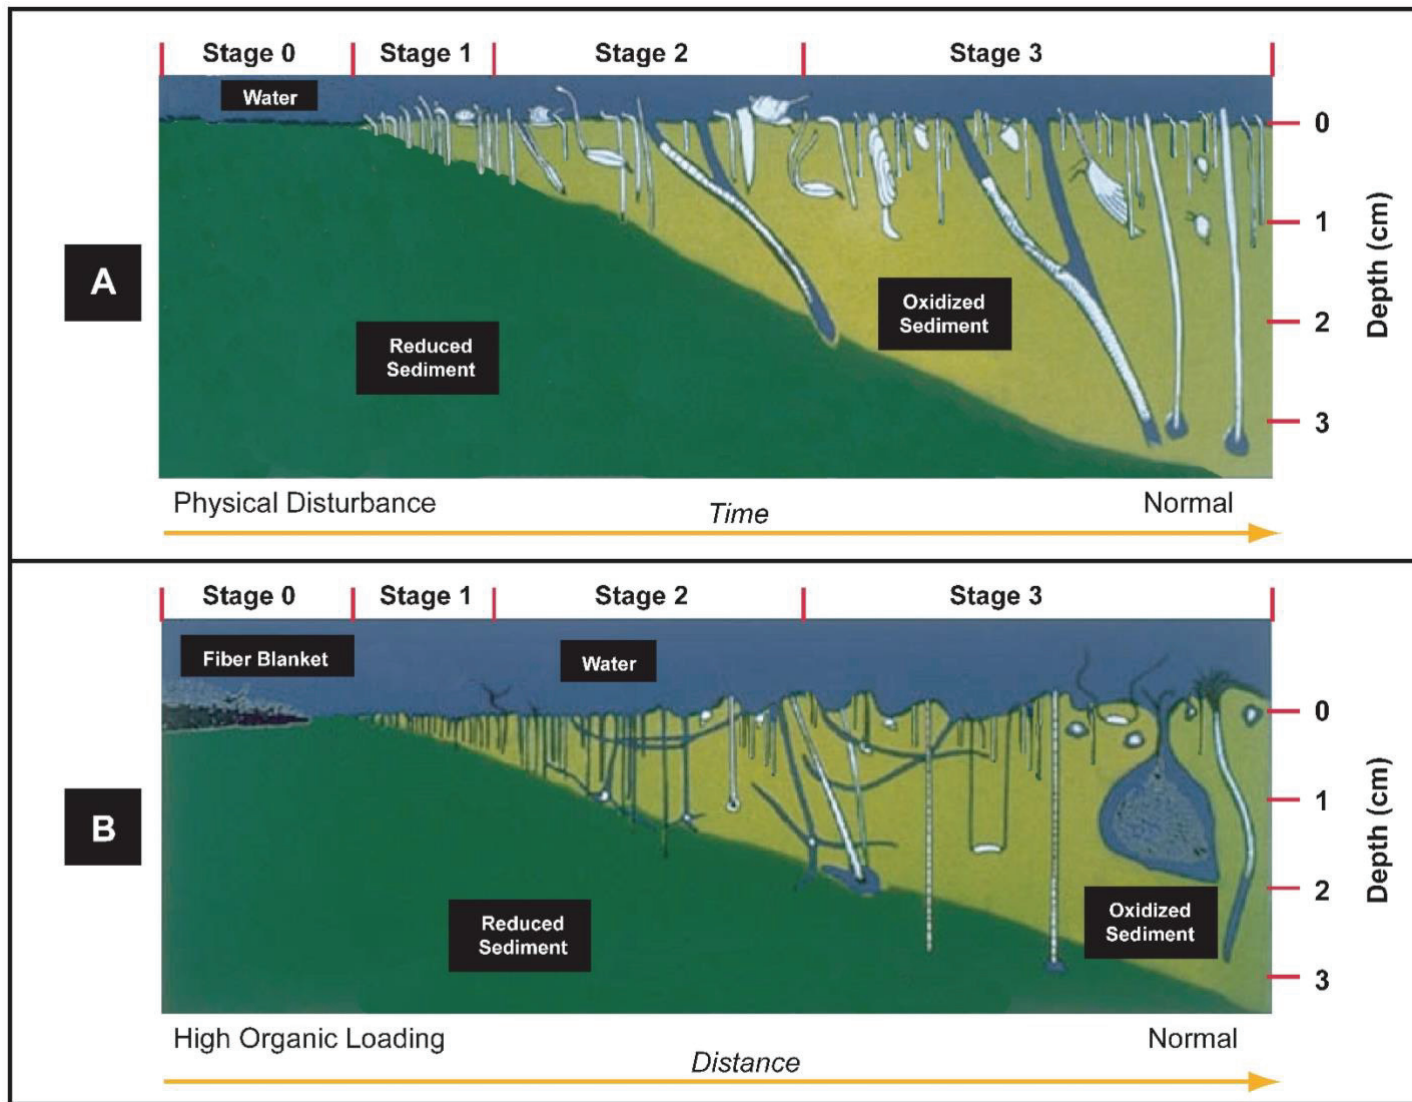 Stage 0 Stage 1 Stage 2 Stage 3
Water
0
1
2
3
Depth (cm)
A
Oxidized
Sediment
Reduced
Sediment
Physical Disturbance Time Normal
Stage 0 Stage 1 Stage 2 Stage 3
Fiber Blanket Water
0
1
2
3
Depth (cm)
B
Reduced
Sediment
Oxidized
Sediment
High Organic Loading Distance Normal